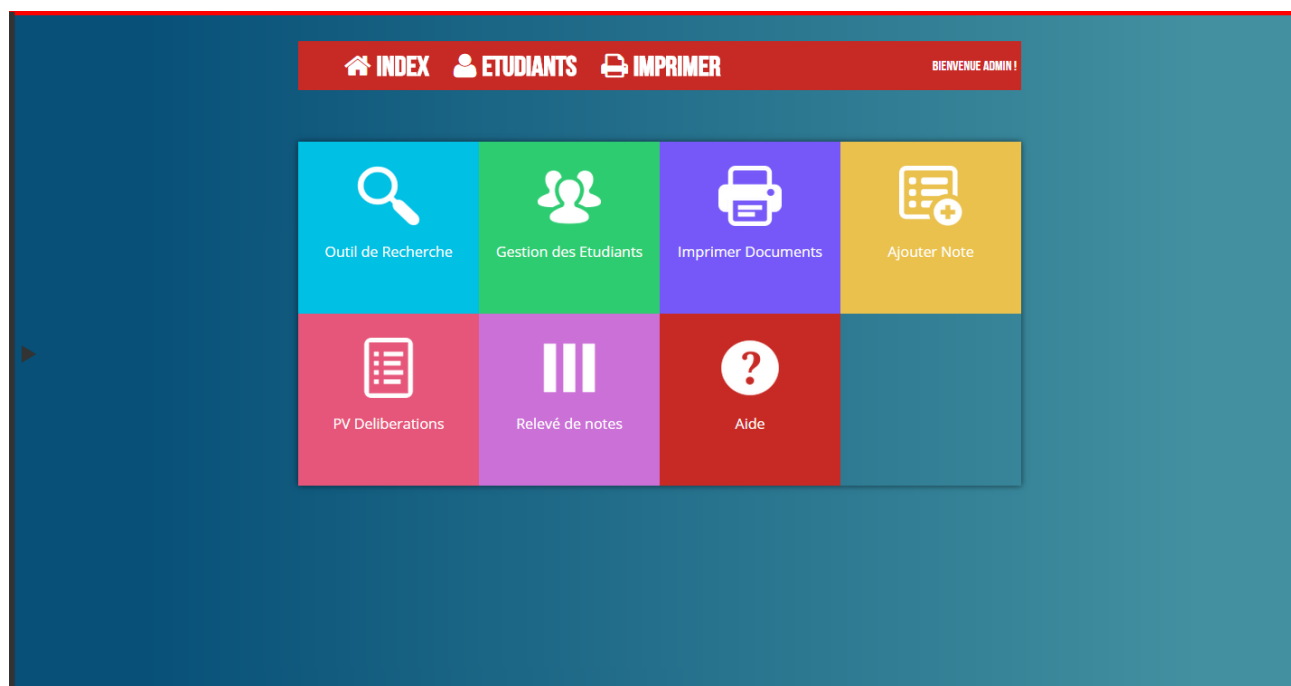 INDEX ETUDIANTS IMPRIMER BIENVENUE ADMIN !
Outil de Recherche Gestion des Etudiants Imprimer Documents Ajouter Note
PV Deliberations Relevé de notes Aide